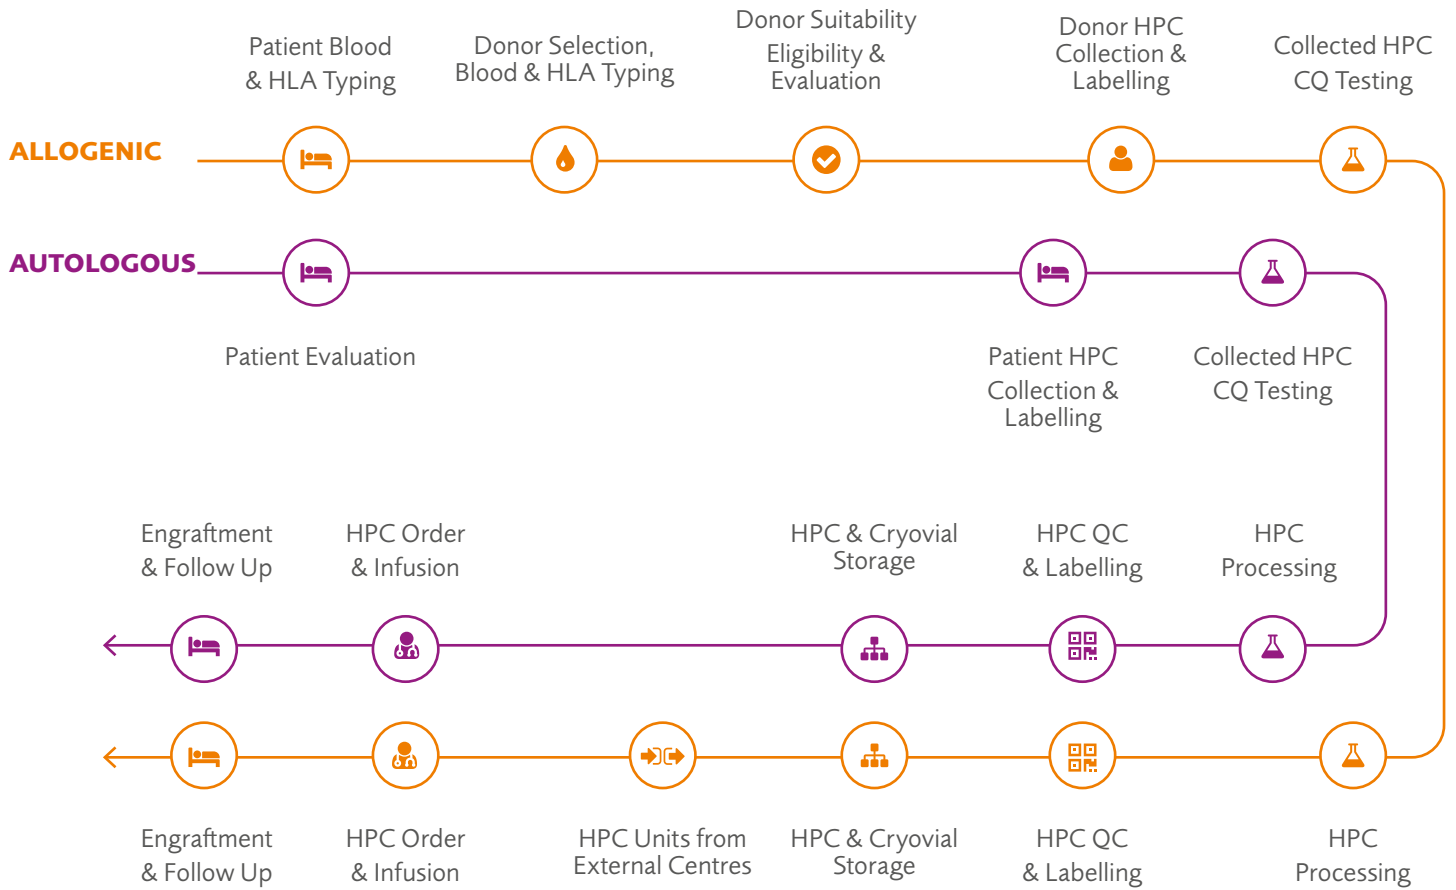 Patient Blood
& HLA Typing
Donor Selection,
Blood & HLA Typing
Donor Suitability
Eligibility &
Evaluation
Donor HPC
Collection &
Labelling
Collected HPC
CQ Testing
ALLOGENIC
AUTOLOGOUS
Patient Evaluation
Patient HPC
Collection &
Labelling
Collected HPC
CQ Testing
Engraftment
& Follow Up
HPC Order
& Infusion
HPC & Cryovial
Storage
HPC QC
& Labelling
HPC
Processing
Engraftment
& Follow Up
HPC Order
& Infusion
HPC Units from
External Centres
HPC & Cryovial
Storage
HPC QC
& Labelling
HPC
Processing